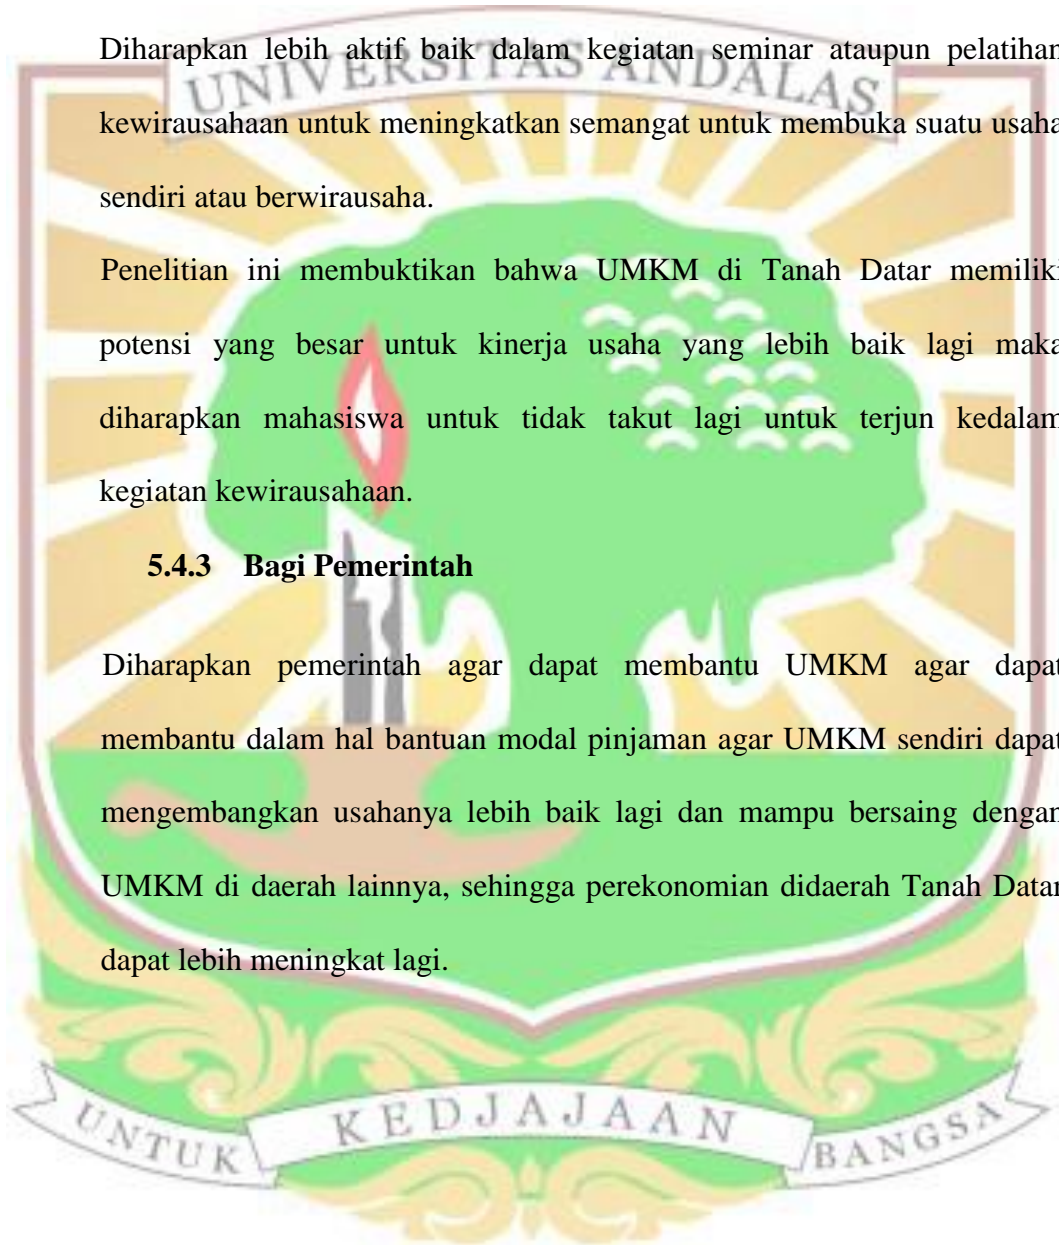 UNIVERSITAS ANDALAS
Diharapkan lebih aktif baik dalam kegiatan seminar ataupun pelatihan
kewirausahaan untuk meningkatkan semangat untuk membuka suatu usaha
sendiri atau berwirausaha.
Penelitian ini membuktikan bahwa UMKM di Tanah Datar memiliki
potensi yang besar untuk kinerja usaha yang lebih baik lagi maka
diharapkan mahasiswa untuk tidak takut lagi untuk terjun kedalam
kegiatan kewirausahaan.
5.4.3 Bagi Pemerintah
Diharapkan pemerintah agar dapat membantu UMKM agar dapat
membantu dalam hal bantuan modal pinjaman agar UMKM sendiri dapat
mengembangkan usahanya lebih baik lagi dan mampu bersaing dengan
UMKM di daerah lainnya, sehingga perekonomian didaerah Tanah Datar
dapat lebih meningkat lagi.
UNTUK KEDJAJAAN BANGSA